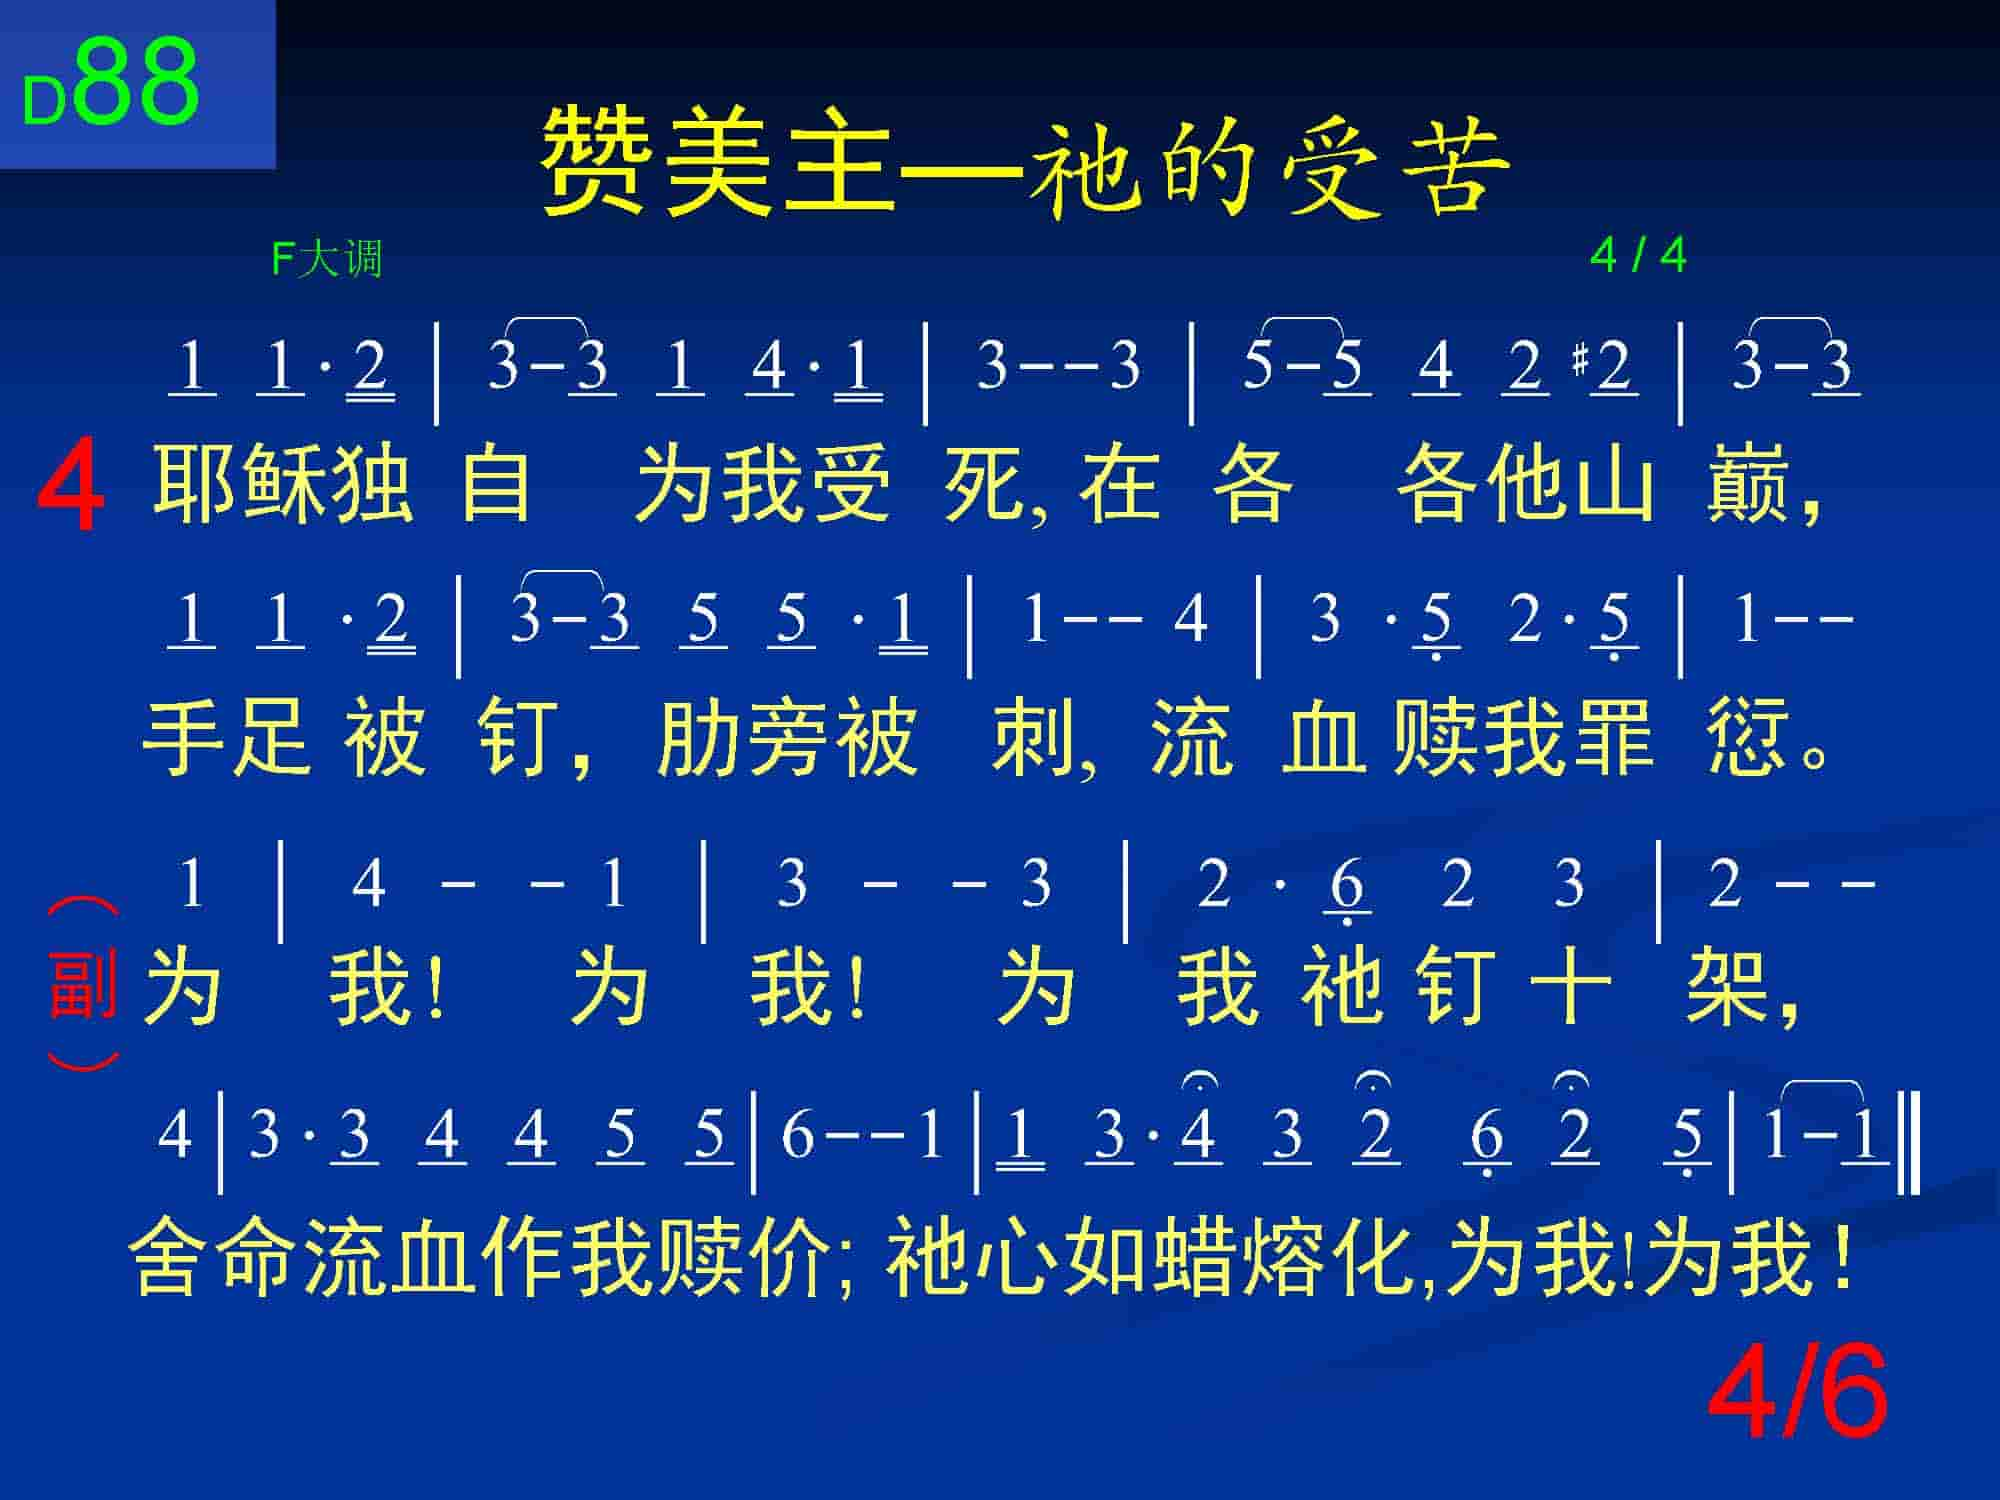 D88
赞美主—祂的受苦
F大调 4 / 4
1 1 · 2 | 3 – 3 1 4 · 1 | 3 – – 3 | 5 – 5 4 2 #2 | 3 – 3
4 耶稣独 自 为我受 死, 在 各 各他山 巅，
1 1 · 2 | 3 – 3 5 5 · 1 | 1 – – 4 | 3 · 5 2 · 5 | 1 – –
手足 被 钉，肋旁被 刺, 流 血 赎我罪 愆。
1 | 4 – – 1 | 3 – – 3 | 2 · 6 2 3 | 2 – –
（副） 为 我! 为 我! 为 我 祂 钉 十 架，
4 | 3 · 3 4 4 5 5 | 6 – – 1 | 1 3 · 4 3 2 6 2 5 | 1 – 1
舍命流血作我赎价; 祂心如蜡熔化,为我!为我!
4/6